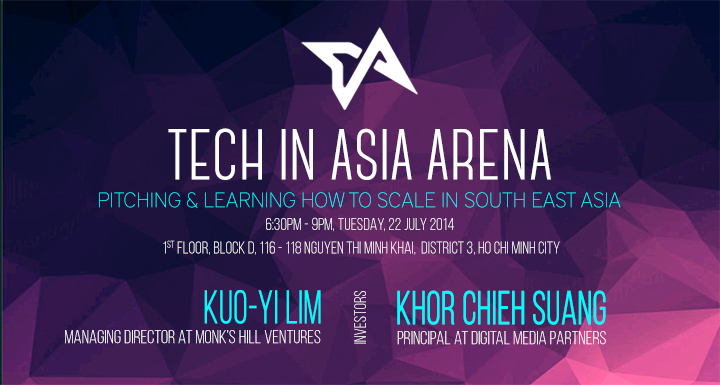 TECH IN ASIA ARENA
PITCHING & LEARNING HOW TO SCALE IN SOUTH EAST ASIA
6:30PM - 9PM, TUESDAY, 22 JULY 2014
1ST FLOOR, BLOCK D, 116 - 118 NGUYEN THI MINH KHAI, DISTRICT 3, HO CHI MINH CITY
KUO-YI LIM
MANAGING DIRECTOR AT MONK'S HILL VENTURES
INVESTORS
KHOR CHIEH SUANG
PRINCIPAL AT DIGITAL MEDIA PARTNERS